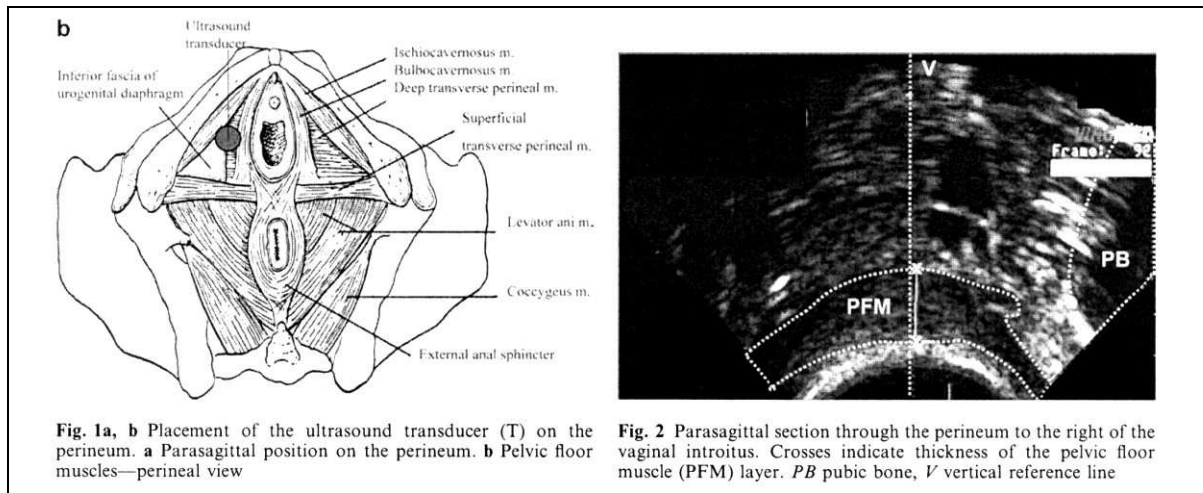 b
Ultrasound
transducer
Inferior fascia of
urogenital diaphragm
Ischiocavernosus m.
Bulbocavernosus m.
Deep transverse perineal m.
Superficial
transverse perineal m.
Levator ani m.
Coccygeus m.
External anal sphincter
Fig. 1a, b Placement of the ultrasound transducer (T) on the
perineum. a Parasagittal position on the perineum. b Pelvic floor
muscles—perineal view
V
Frame:
PB
PFM
Fig. 2 Parasagittal section through the perineum to the right of the
vaginal introitus. Crosses indicate thickness of the pelvic floor
muscle (PFM) layer. PB pubic bone, V vertical reference line